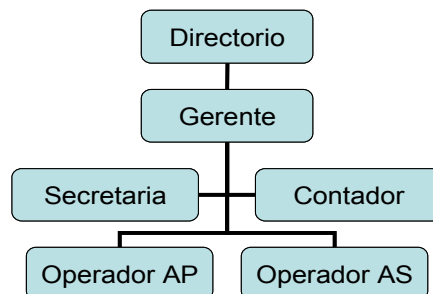 Directorio
Gerente
Secretaria
Contador
Operador AP
Operador AS